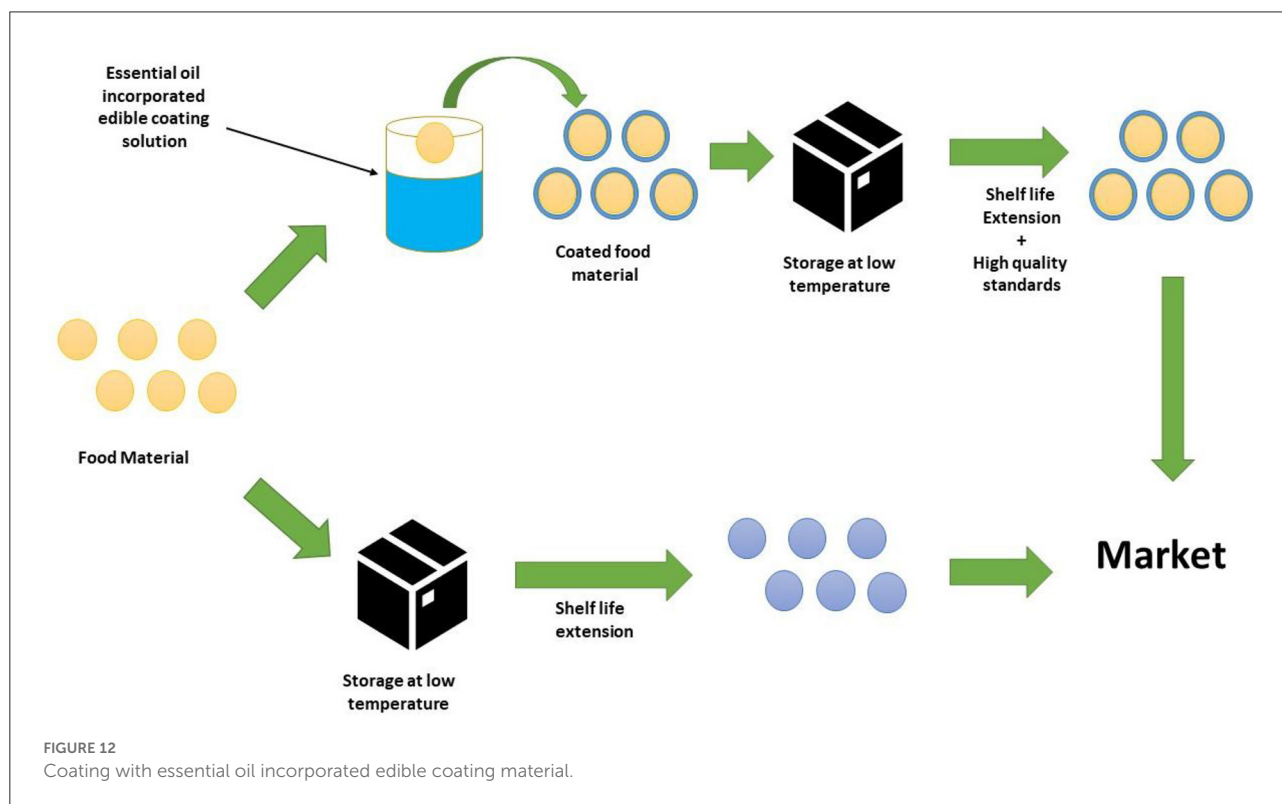 Essential oil
incorporated
edible coating
solution
Coated food
material
Storage at low
temperature
Shelf life
Extension
+
High quality
standards
Food Material
Storage at low
temperature
Shelf life
extension
Market
FIGURE 12
Coating with essential oil incorporated edible coating material.